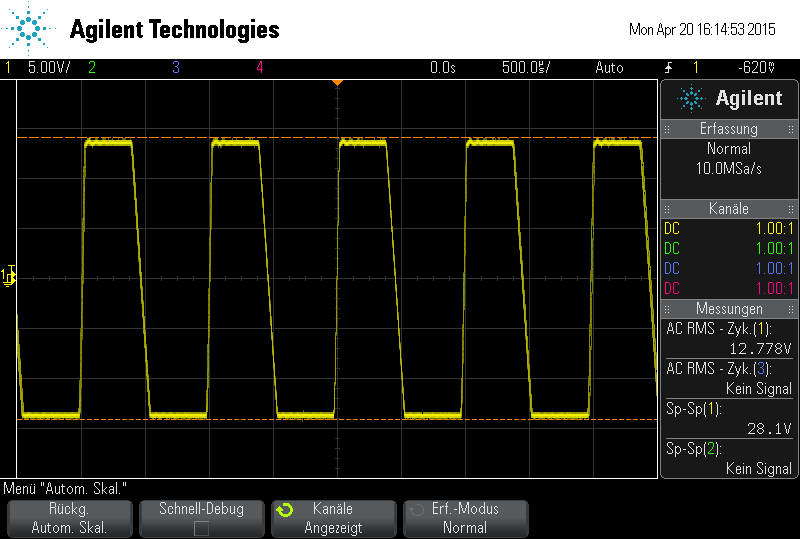 Agilent Technologies
Mon Apr 20 16:14:53 2015
1 5.00V/ 2 3 4 0.0s 500.0µs/ Auto 1 -620mV
Agilent
Erfassung
Normal
10.0MSa/s
Kanäle
DC 1.00:1
DC 1.00:1
DC 1.00:1
DC 1.00:1
Messungen
AC RMS - Zyk.(1):
12.778V
AC RMS - Zyk.(3):
Kein Signal
Sp-Sp(1):
28.1V
Sp-Sp(2):
Kein Signal
1
Menü "Autom. Skal."
Rückg.
Autom. Skal.
Schnell-Debug
Kanäle
Angezeigt
Erf.-Modus
Normal